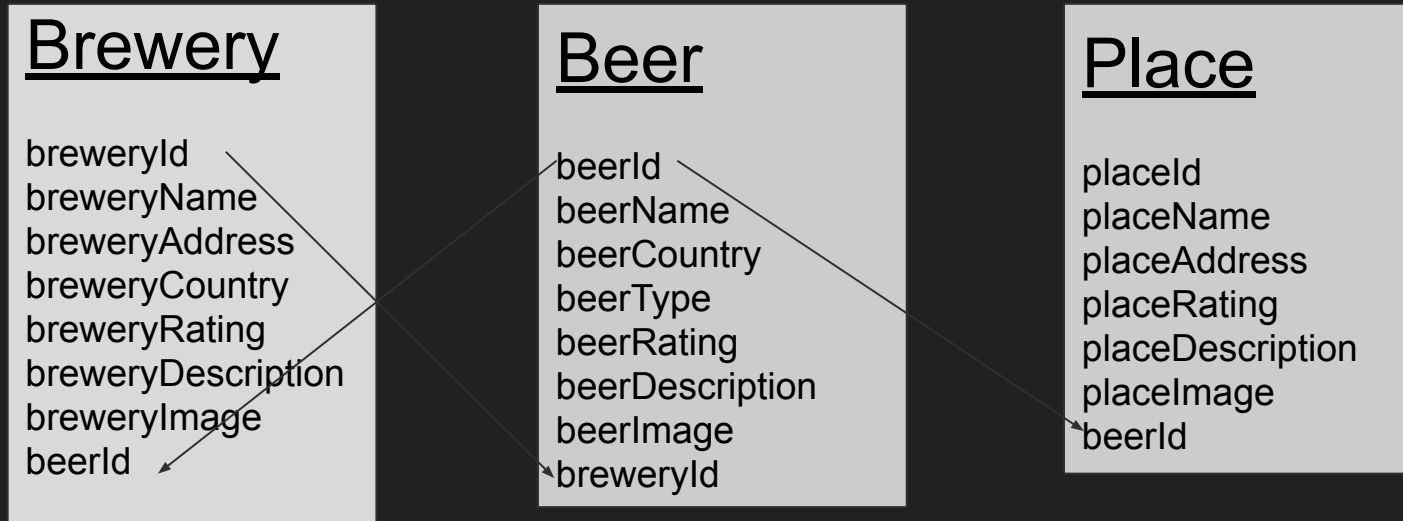 Brewery
breweryId
breweryName
breweryAddress
breweryCountry
breweryRating
breweryDescription
breweryImage
beerId
Beer
beerId
beerName
beerCountry
beerType
beerRating
beerDescription
beerImage
breweryId
Place
placeId
placeName
placeAddress
placeRating
placeDescription
placeImage
beerId